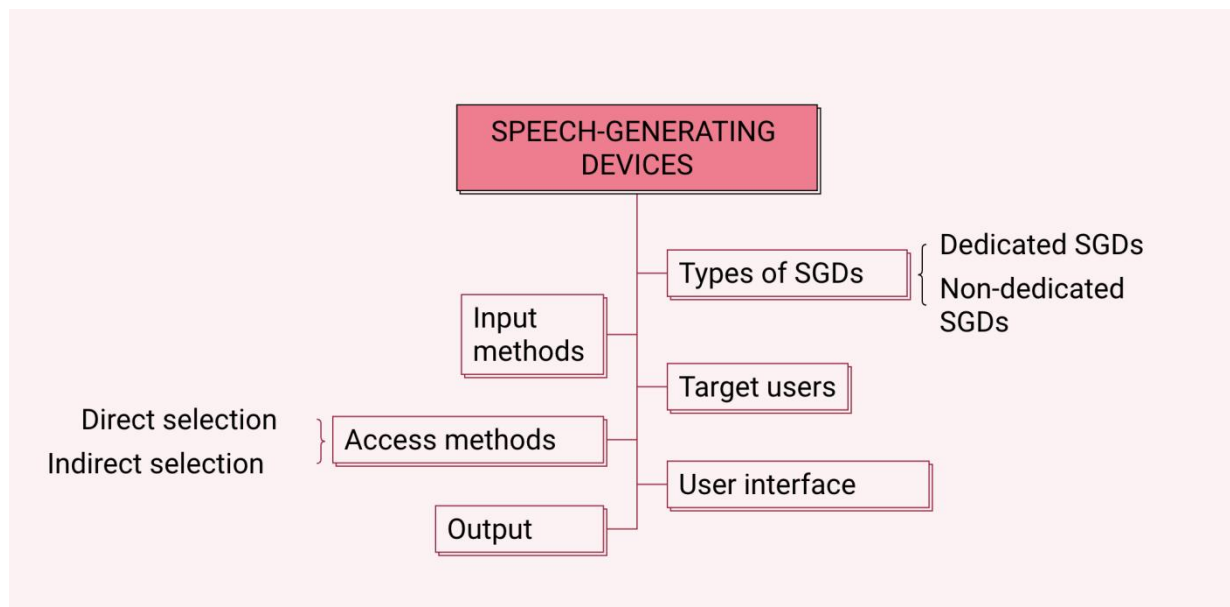 SPEECH-GENERATING
DEVICES
Types of SGDs
Dedicated SGDs
Non-dedicated
SGDs
Input
methods
Target users
Direct selection
Indirect selection
Access methods
User interface
Output